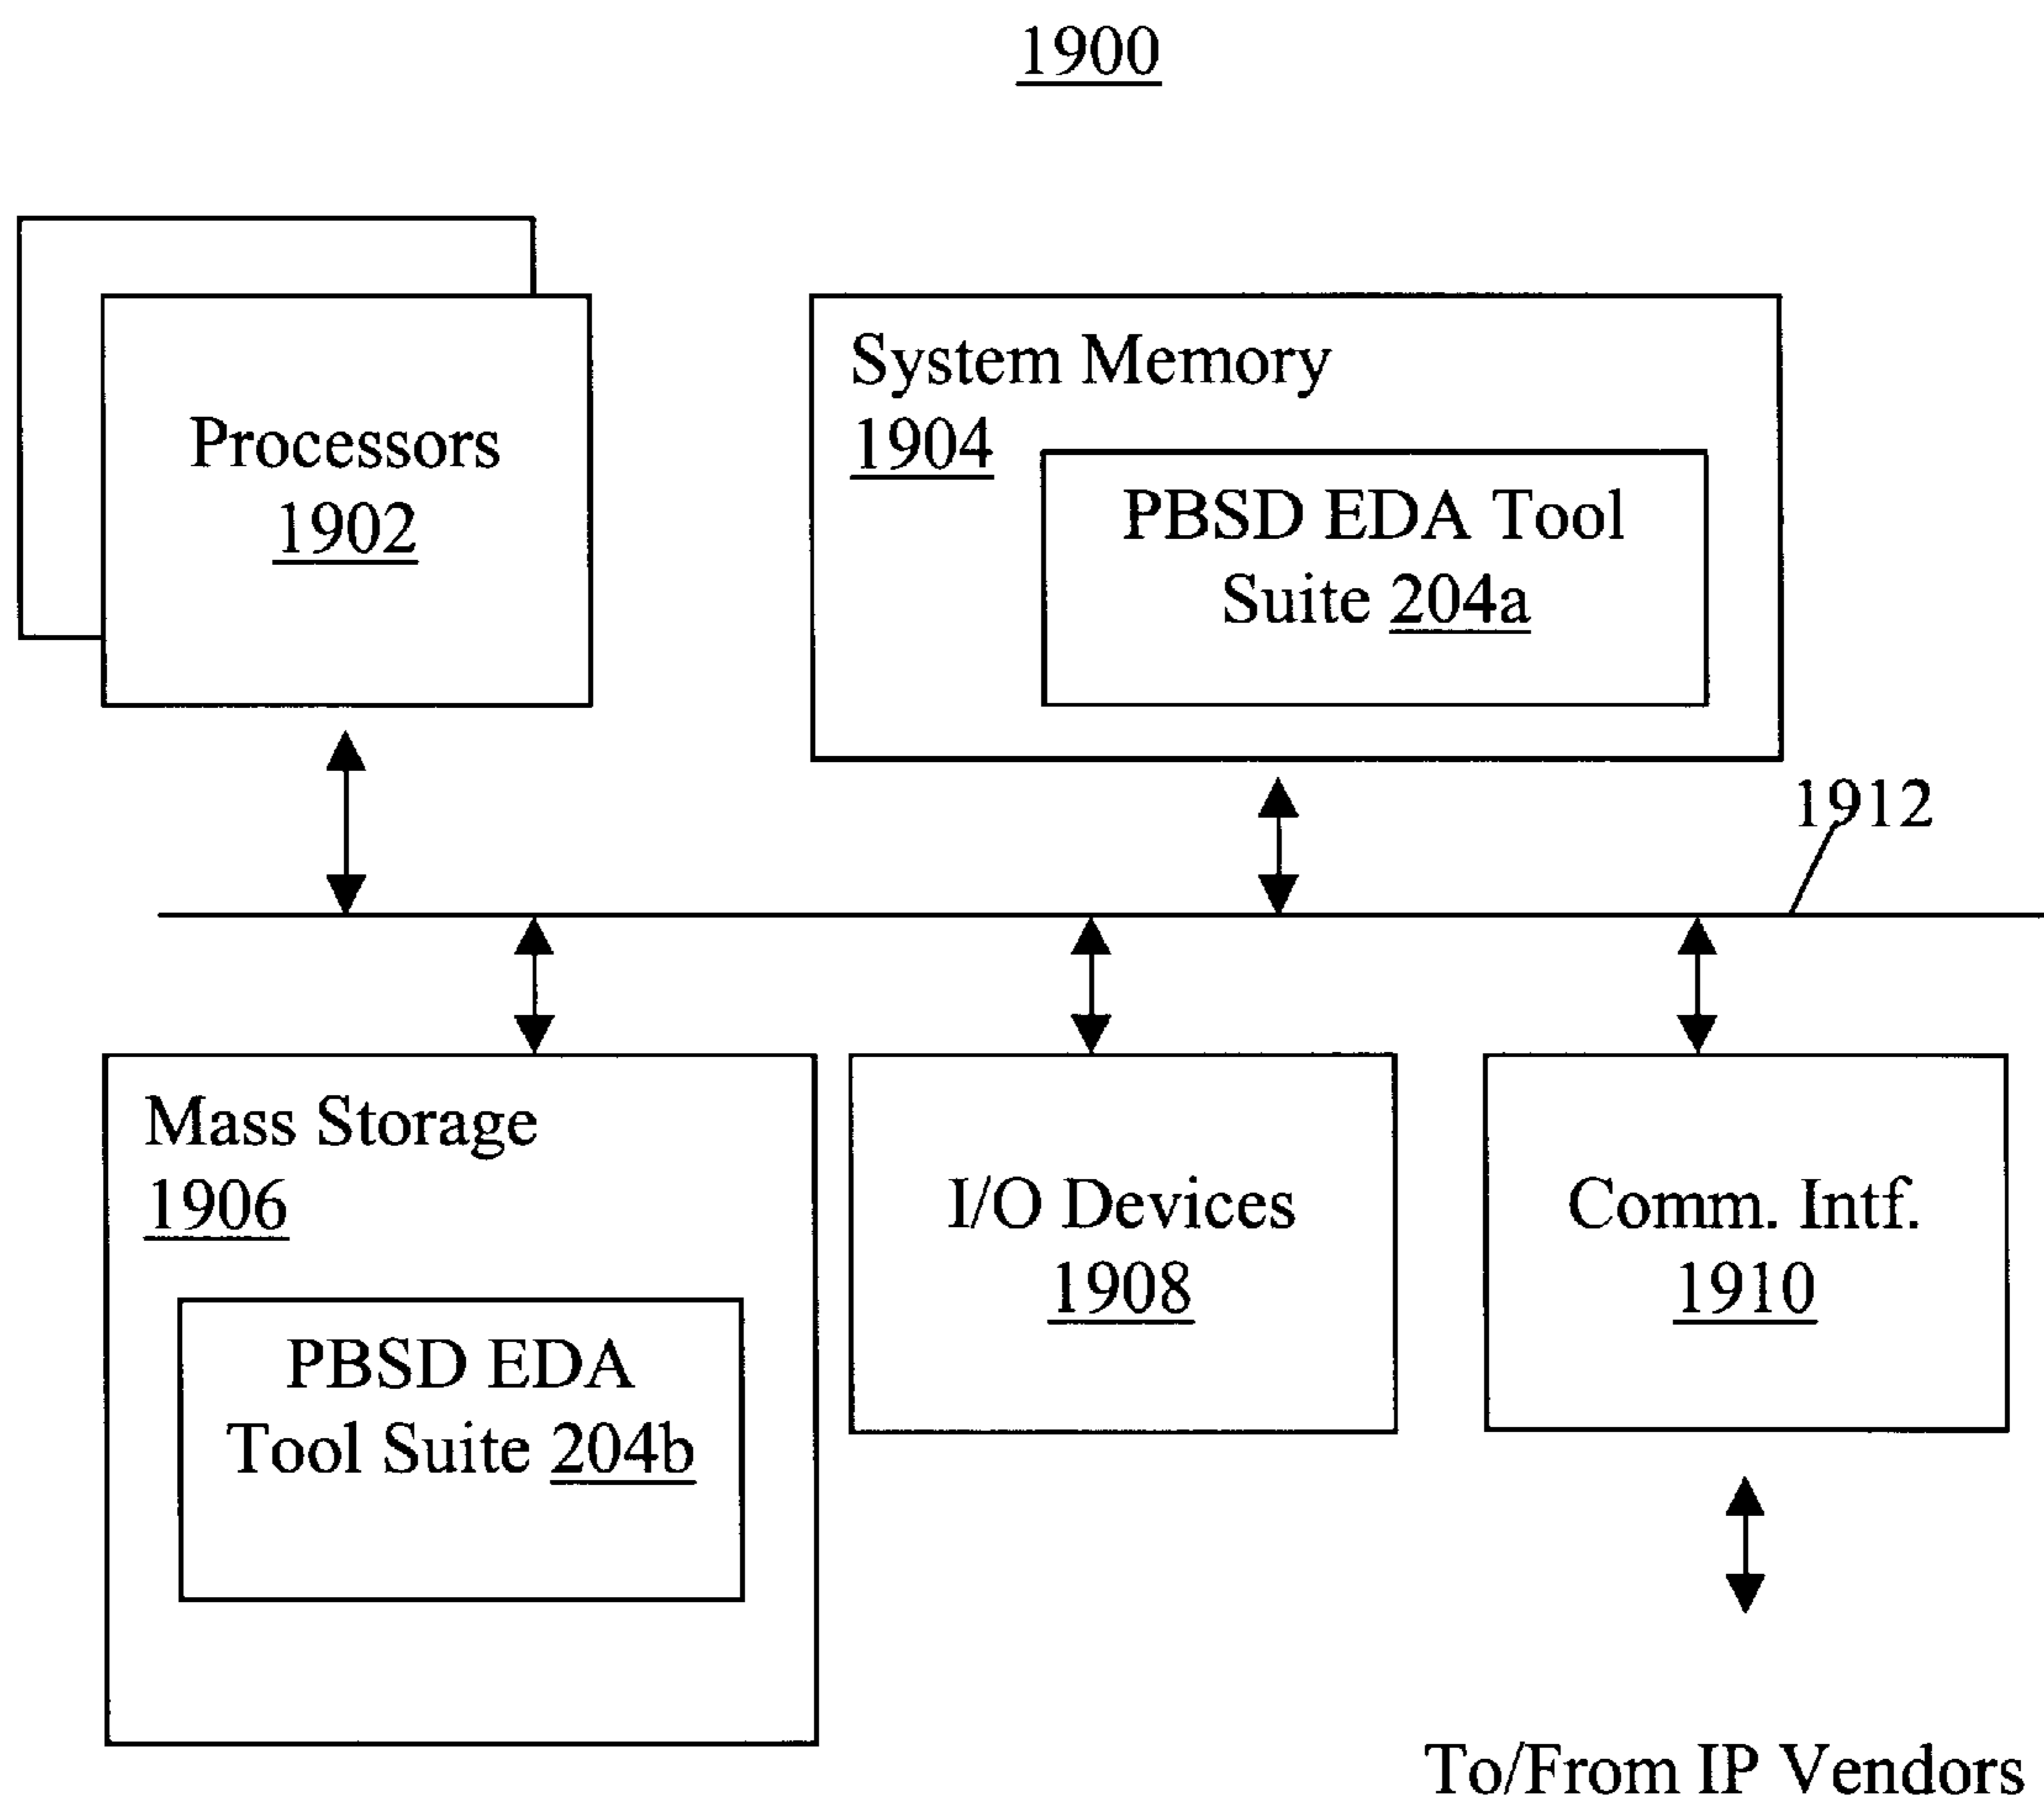 1900
Processors
1902
System Memory
1904
PBSD EDA Tool
Suite 204a
1912
Mass Storage
1906
PBSD EDA
Tool Suite 204b
I/O Devices
1908
Comm. Intf.
1910
To/From IP Vendors